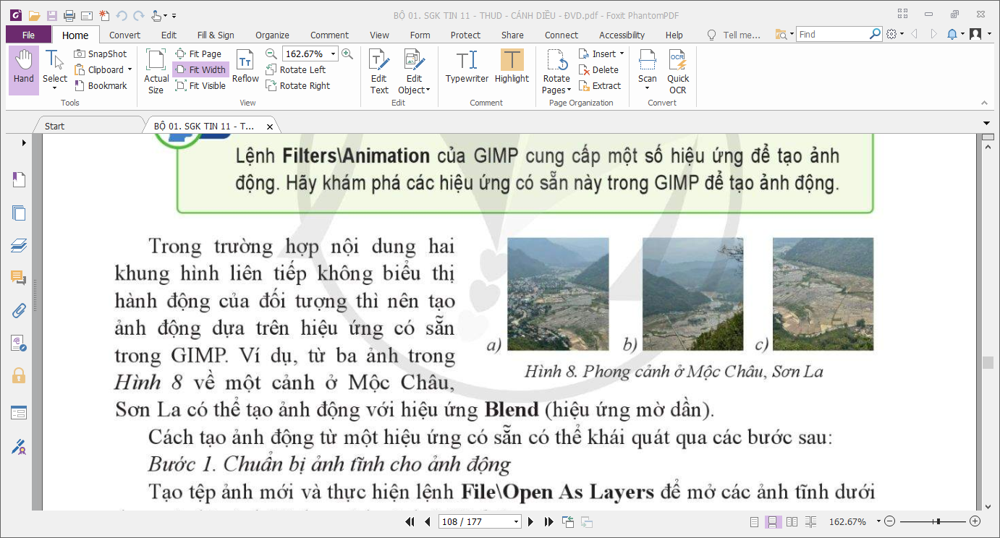 BỘ 01. SGK TIN 11 - THUD - CÁNH DIỀU - ĐVD.pdf - Foxit PhantomPDF
File Home Convert Edit Fill & Sign Organize Comment View Form Protect Share Connect Accessibility Help Tell me... Find
Hand
Select
SnapShot
Clipboard
Bookmark
Tools
Actual Size
Fit Page
Fit Width
Fit Visible
Reflow
162.67%
Rotate Left
Rotate Right
View
Edit Text
Edit Object
Edit
Typewriter
Highlight
Comment
Rotate Pages
Insert
Delete
Extract
Page Organization
Scan
Quick OCR
Convert
Start
BỘ 01. SGK TIN 11 - T...
Lệnh Filters\Animation của GIMP cung cấp một số hiệu ứng để tạo ảnh
động. Hãy khám phá các hiệu ứng có sẵn này trong GIMP để tạo ảnh động.
Trong trường hợp nội dung hai
khung hình liên tiếp không biểu thị
hành động của đối tượng thì nên tạo
ảnh động dựa trên hiệu ứng có sẵn
trong GIMP. Ví dụ, từ ba ảnh trong
Hình 8 về một cảnh ở Mộc Châu,
a) b) c)
Hình 8. Phong cảnh ở Mộc Châu, Sơn La
Sơn La có thể tạo ảnh động với hiệu ứng Blend (hiệu ứng mờ dần).
Cách tạo ảnh động từ một hiệu ứng có sẵn có thể khái quát qua các bước sau:
Bước 1. Chuẩn bị ảnh tĩnh cho ảnh động
Tạo tệp ảnh mới và thực hiện lệnh File\Open As Layers để mở các ảnh tĩnh dưới
108 / 177
162.67%